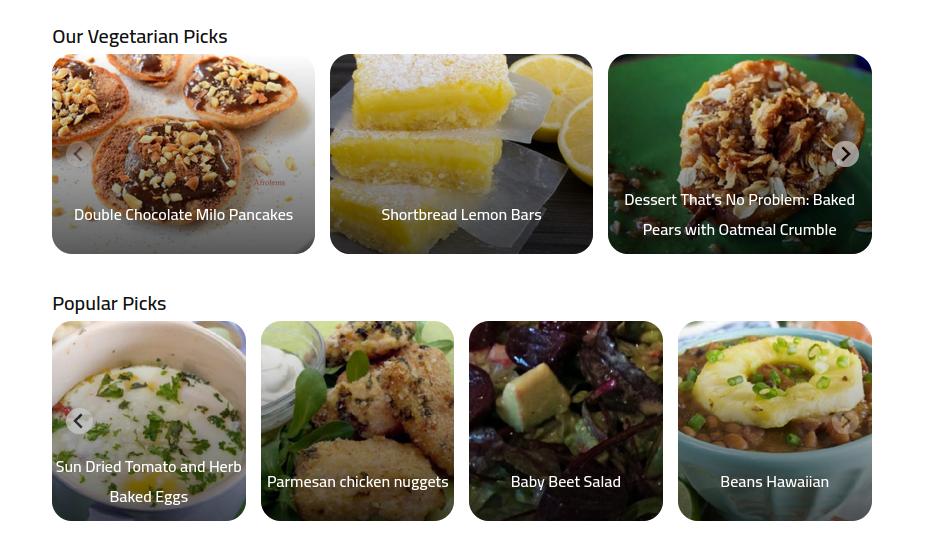 Our Vegetarian Picks
Afrolems
Double Chocolate Milo Pancakes
Shortbread Lemon Bars
Dessert That's No Problem: Baked
Pears with Oatmeal Crumble
Popular Picks
Sun Dried Tomato and Herb
Baked Eggs
Parmesan chicken nuggets
Baby Beet Salad
Beans Hawaiian